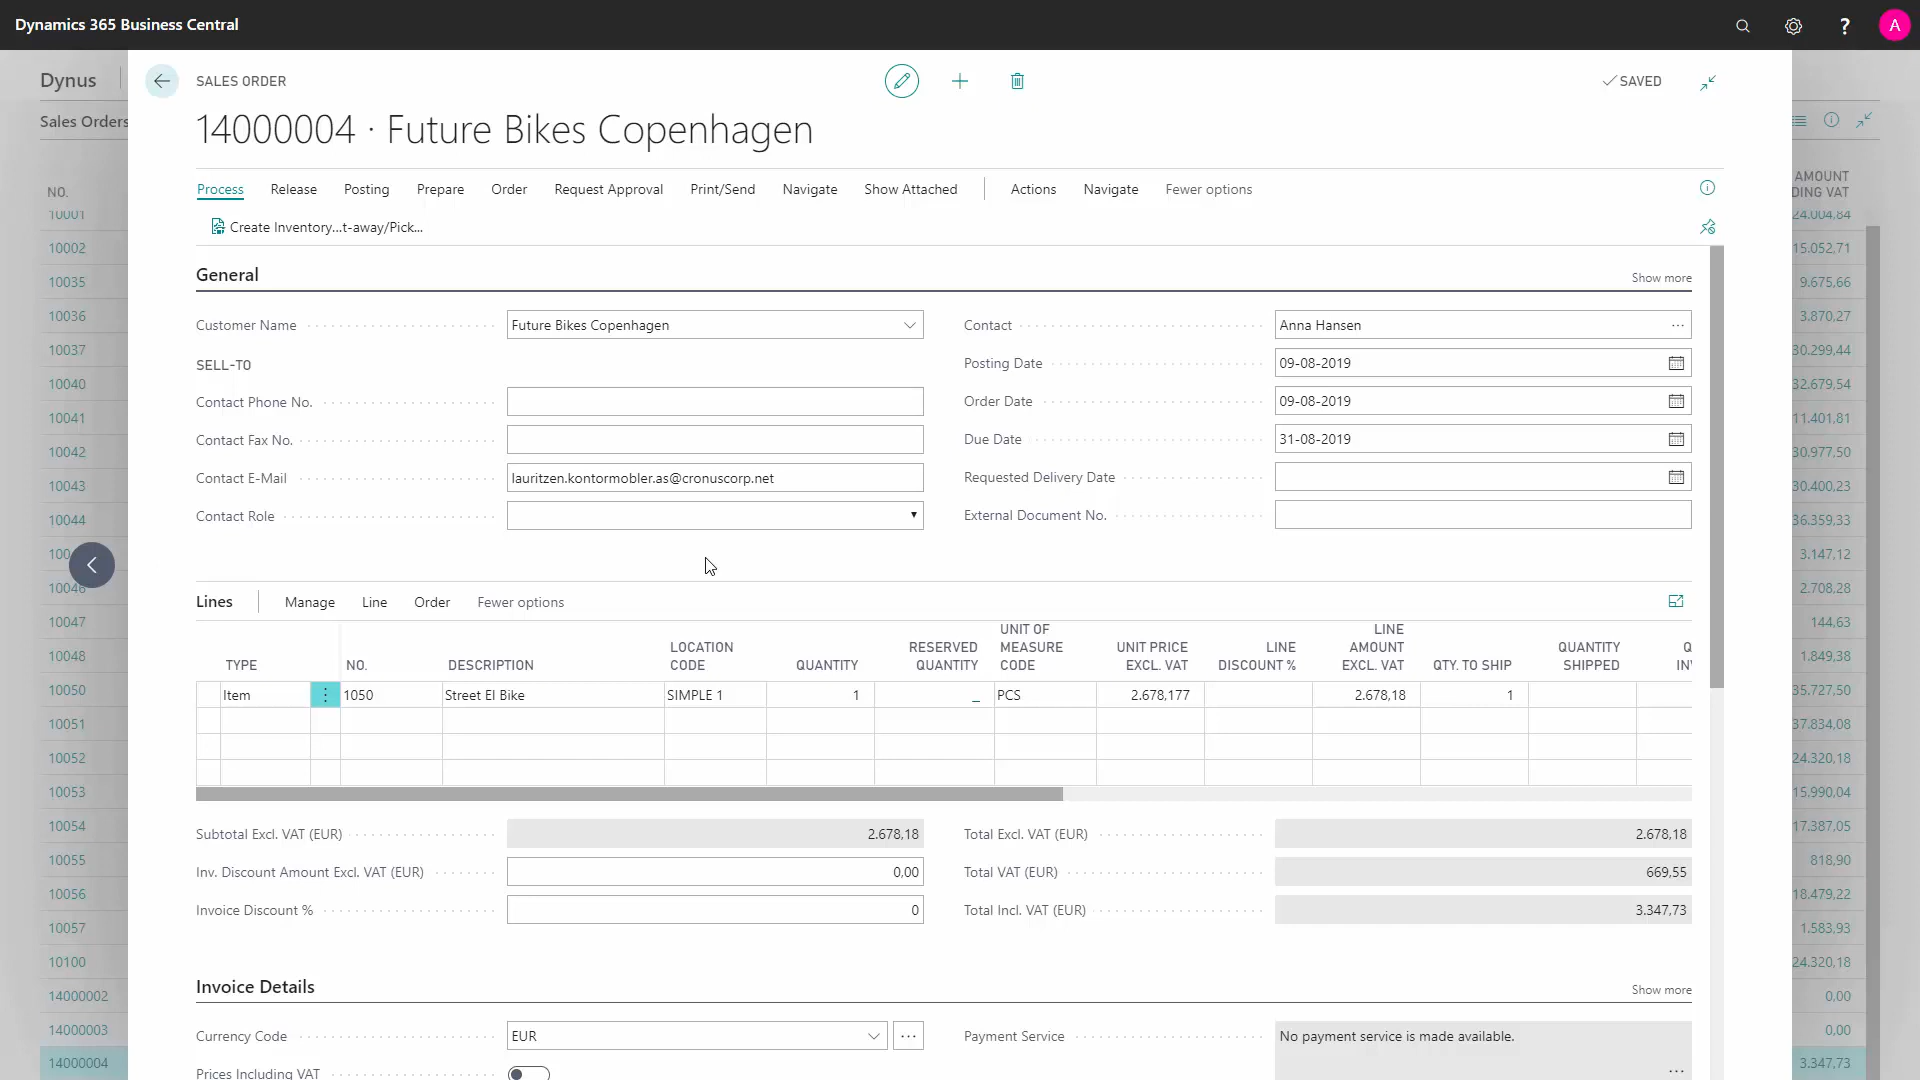 Dynamics 365 Business Central
? A
Dynus
SALES ORDER
SAVED
Sales Orders
14000004 · Future Bikes Copenhagen
Process Release Posting Prepare Order Request Approval Print/Send Navigate Show Attached Actions Navigate Fewer options
Create Inventory...t-away/Pick...
NO.
10001
10002
10035
10036
10037
10040
10041
10042
10043
10044
100
10046
10047
10048
10050
10051
10052
10053
10054
10055
10056
10057
10100
14000002
14000003
14000004
General Show more
Customer Name Future Bikes Copenhagen
SELL-TO
Contact Phone No.
Contact Fax No.
Contact E-Mail lauritzen.kontormobler.as@cronuscorp.net
Contact Role
Contact Anna Hansen
Posting Date 09-08-2019
Order Date 09-08-2019
Due Date 31-08-2019
Requested Delivery Date
External Document No.
Lines Manage Line Order Fewer options
TYPE NO. DESCRIPTION LOCATION CODE QUANTITY RESERVED QUANTITY UNIT OF MEASURE CODE UNIT PRICE EXCL. VAT LINE DISCOUNT % LINE AMOUNT EXCL. VAT QTY. TO SHIP QUANTITY SHIPPED Q INV
Item 1050 Street El Bike SIMPLE 1 1 _ PCS 2.678,177 2.678,18 1
Subtotal Excl. VAT (EUR) 2.678,18
Inv. Discount Amount Excl. VAT (EUR) 0,00
Invoice Discount % 0
Total Excl. VAT (EUR) 2.678,18
Total VAT (EUR) 669,55
Total Incl. VAT (EUR) 3.347,73
Invoice Details Show more
Currency Code EUR
Prices Including VAT
Payment Service No payment service is made available.
AMOUNT
DING VAT
24.004,84
15.052,71
9.675,66
3.870,27
30.299,44
32.679,54
11.401,81
30.977,50
30.400,23
36.359,33
3.147,12
2.708,28
144,63
1.849,38
35.727,50
37.834,08
24.320,18
15.990,04
17.387,05
818,90
18.479,22
1.583,93
24.320,18
0,00
0,00
3.347,73